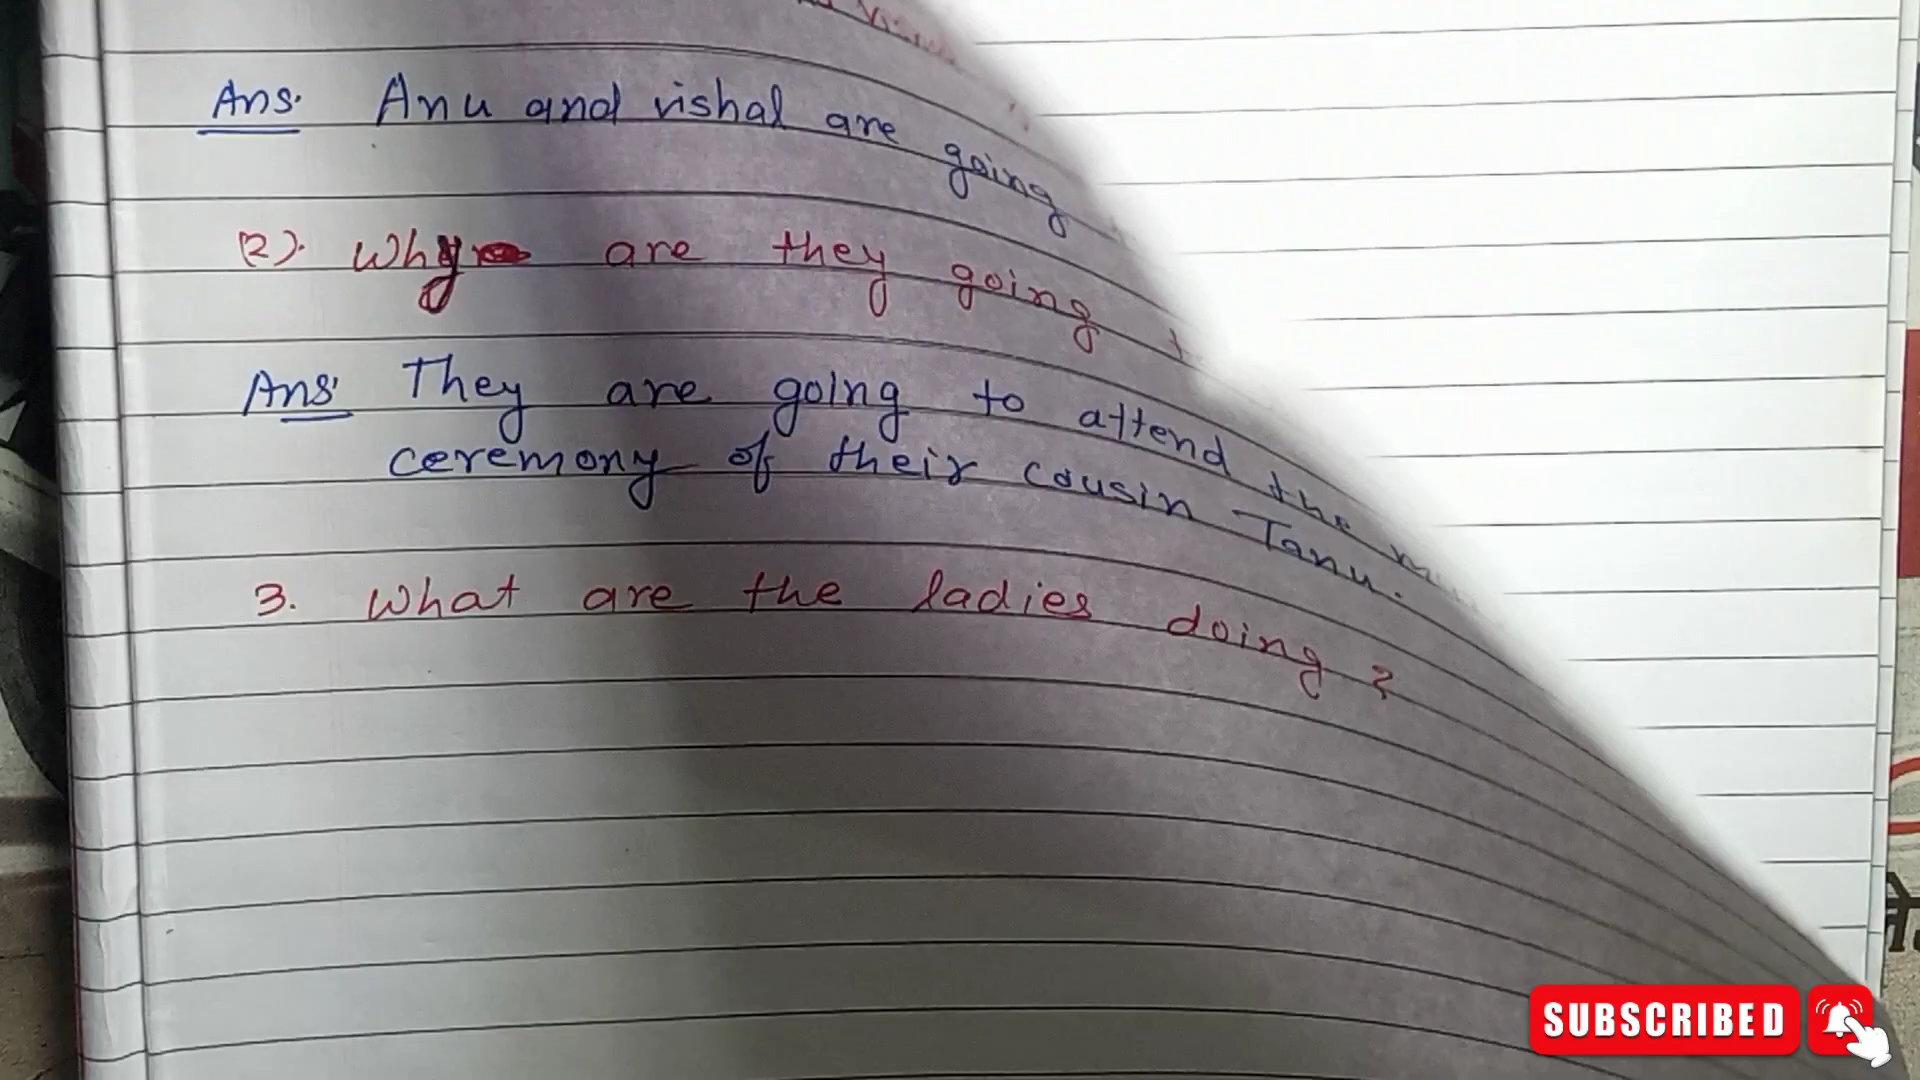 Ans. Anu and vishal are going
(2). Why are they going
Ans. They are going to attend the
ceremony of their cousin Tanu.
3. What are the ladies doing ?
SUBSCRIBED